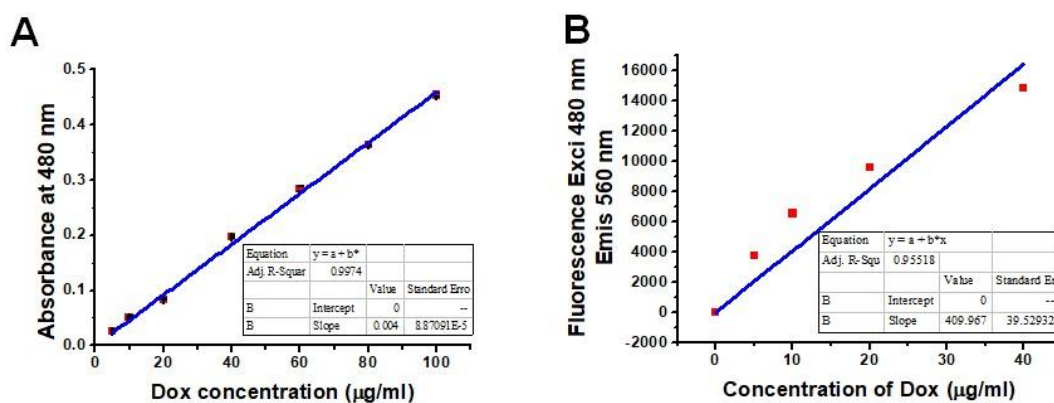 A
Absorbance at 480 nm
0.5
0.4
0.3
0.2
0.1
0.0
20 40 60 80 100
Dox concentration (µg/ml)
Equation y = a + b*
Adj. R-Squar 0.9974
Value Standard Erro
B Intercept 0 --
B Slope 0.004 8.87091E-5
B
Fluorescence Exci 480 nm
Emis 560 nm
16000
14000
12000
10000
8000
6000
4000
2000
0
-2000
0 10 20 30 40
Concentration of Dox (µg/ml)
Equation y = a + b*x
Adj. R-Squ 0.95518
Value Standard Er
B Intercept 0 --
B Slope 409.967 39.52932